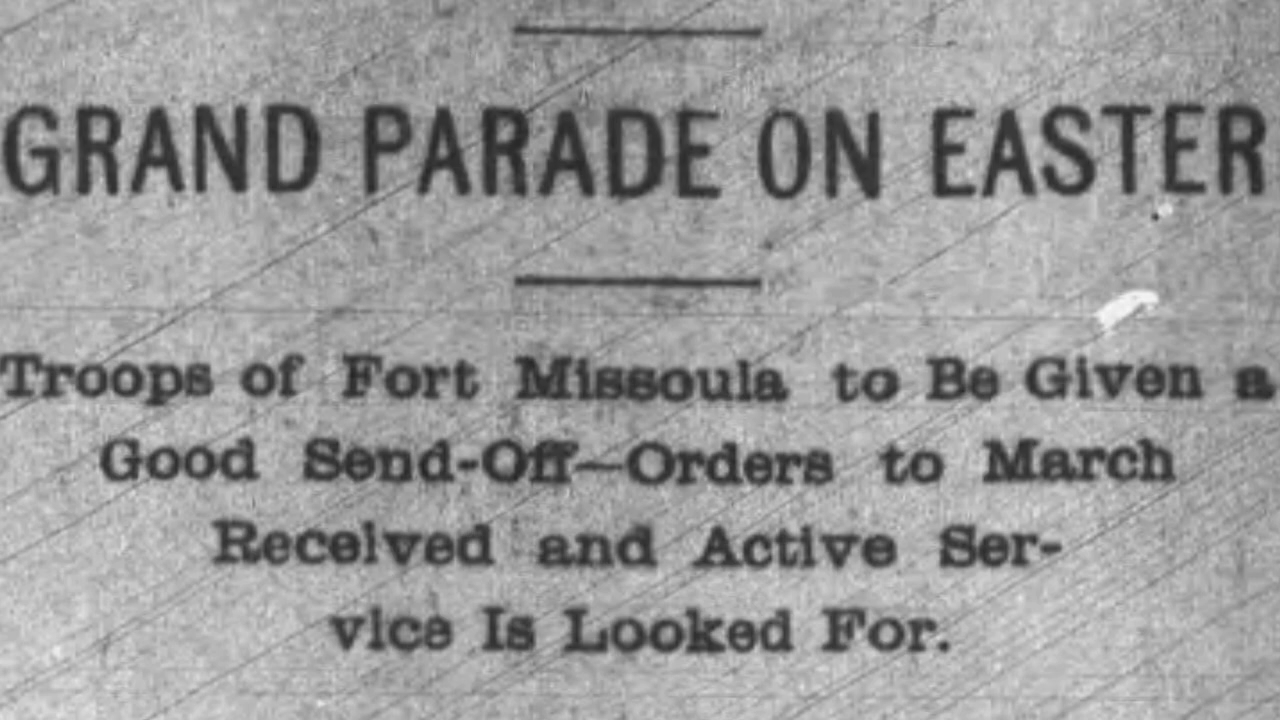 GRAND PARADE ON EASTER
Troops of Fort Missoula to Be Given a
Good Send-Off—Orders to March
Received and Active Ser-
vice Is Looked For.